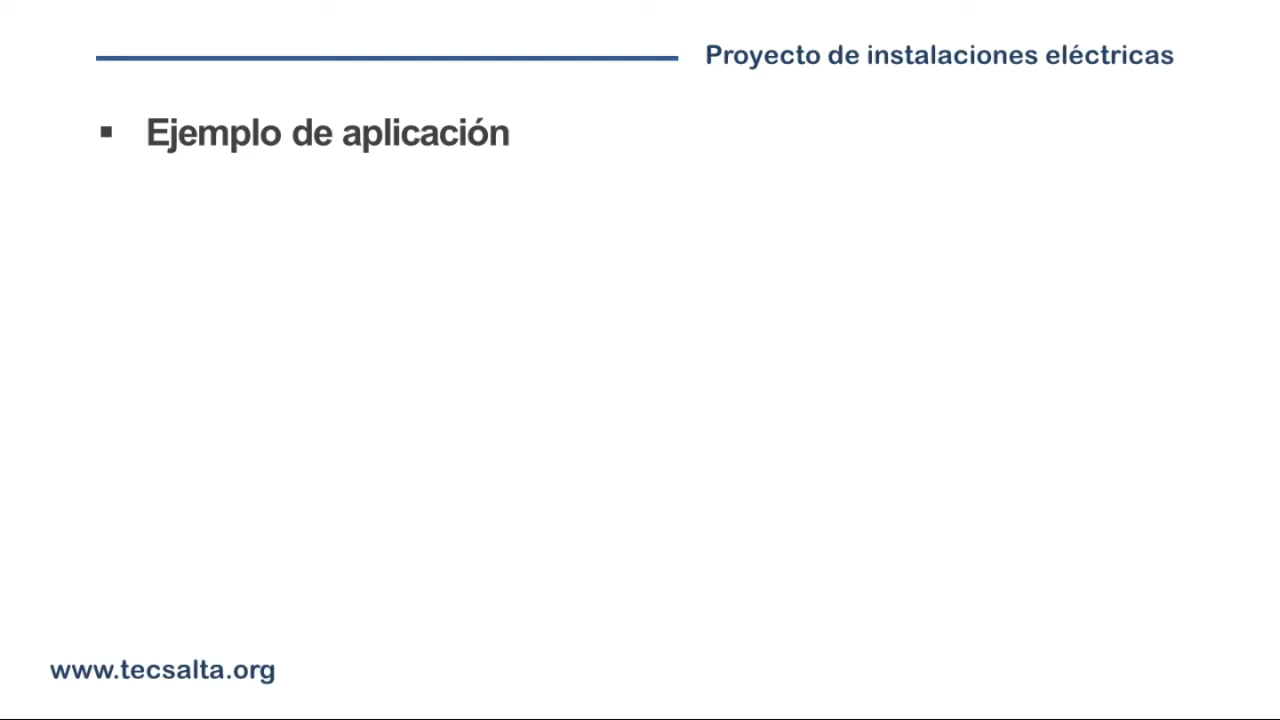 Proyecto de instalaciones eléctricas
▪ Ejemplo de aplicación
www.tecsalta.org